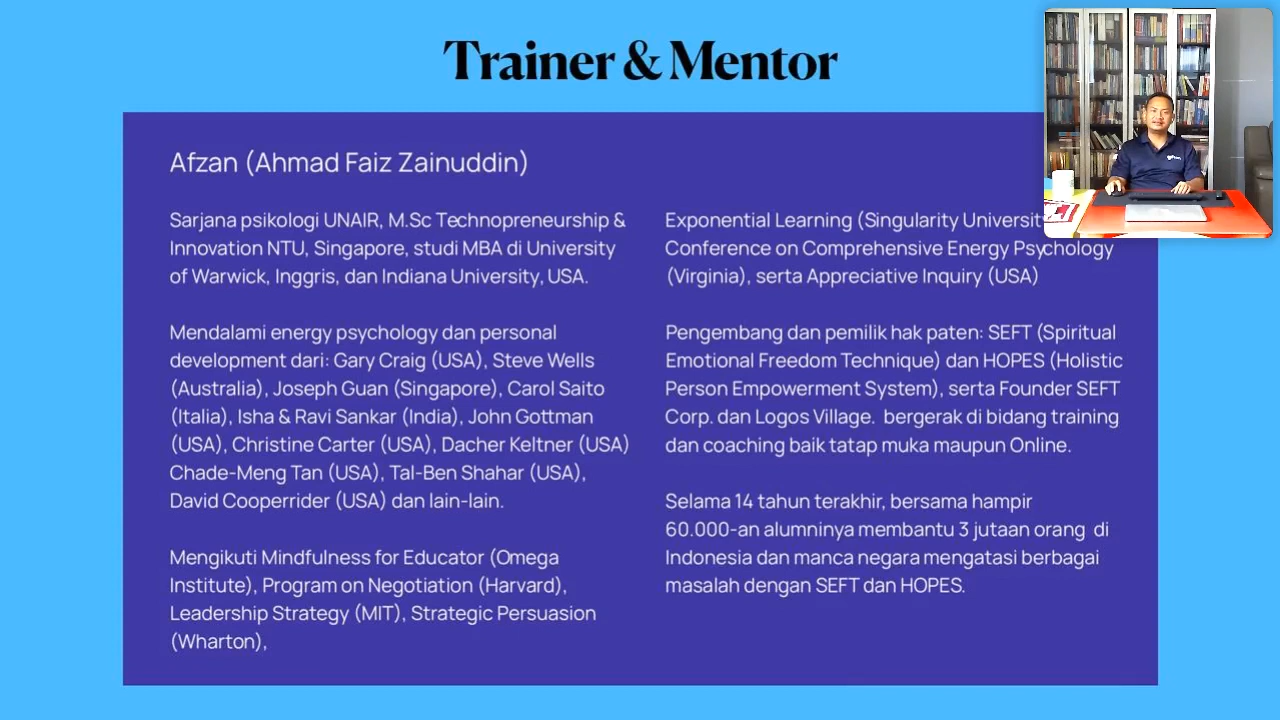 Trainer & Mentor
Afzan (Ahmad Faiz Zainuddin)
Sarjana psikologi UNAIR, M.Sc Technopreneurship &
Innovation NTU, Singapore, studi MBA di University
of Warwick, Inggris, dan Indiana University, USA.
Mendalami energy psychology dan personal
development dari: Gary Craig (USA), Steve Wells
(Australia), Joseph Guan (Singapore), Carol Saito
(Italia), Isha & Ravi Sankar (India), John Gottman
(USA), Christine Carter (USA), Dacher Keltner (USA)
Chade-Meng Tan (USA), Tal-Ben Shahar (USA),
David Cooperrider (USA) dan lain-lain.
Mengikuti Mindfulness for Educator (Omega
Institute), Program on Negotiation (Harvard),
Leadership Strategy (MIT), Strategic Persuasion
(Wharton),
Exponential Learning (Singularity
Conference on Comprehensive Energy Psychology
(Virginia), serta Appreciative Inquiry (USA)
Pengembang dan pemilik hak paten: SEFT (Spiritual
Emotional Freedom Technique) dan HOPES (Holistic
Person Empowerment System), serta Founder SEFT
Corp. dan Logos Village. bergerak di bidang training
dan coaching baik tatap muka maupun Online.
Selama 14 tahun terakhir, bersama hampir
60.000-an alumninya membantu 3 jutaan orang di
Indonesia dan manca negara mengatasi berbagai
masalah dengan SEFT dan HOPES.